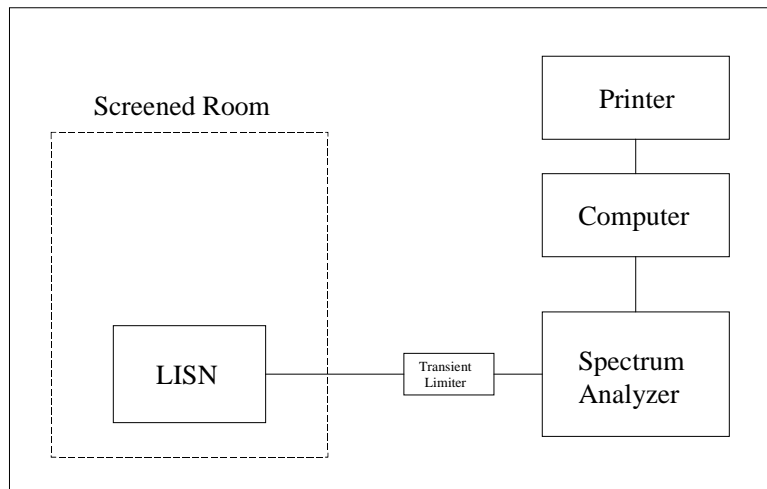 Screened Room
Printer
Computer
LISN
Transient
Limiter
Spectrum
Analyzer